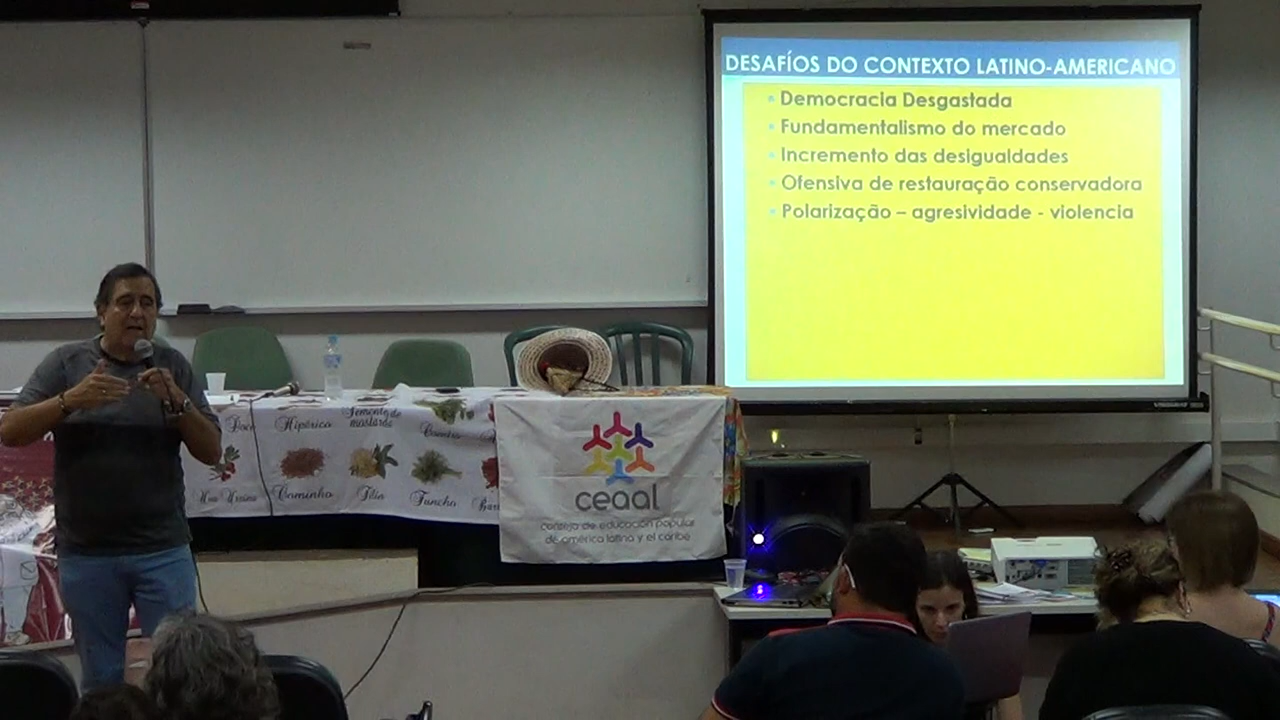 DESAFÍOS DO CONTEXTO LATINO-AMERICANO
Democracia Desgastada
Fundamentalismo do mercado
Incremento das desigualdades
Ofensiva de restauração conservadora
Polarização – agresividade - violencia
Hipérico
Semente de
mostarda
Coentro
Cominho
Tília
Funcho
ceaal
consejo de educación popular
de américa latina y el caribe